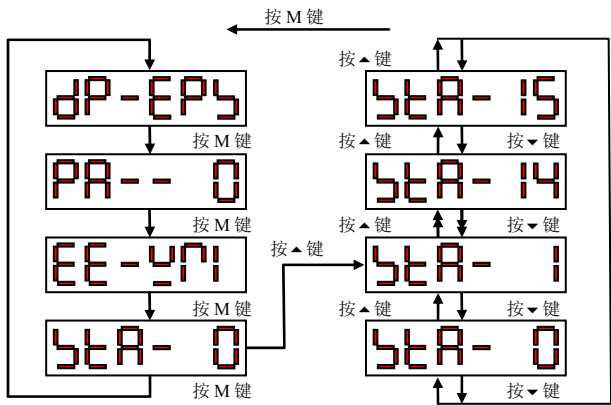 按 M 键
dP-EPS
按 M 键
PA-- 0
按 M 键
EE-
按 M 键
StA- 0
按 M 键
按▲键
按▲键
StA- 15
按▲键
按▼键
StA- 14
按▲键
按▼键
StA- 1
按▲键
按▼键
StA- 0
按▼键